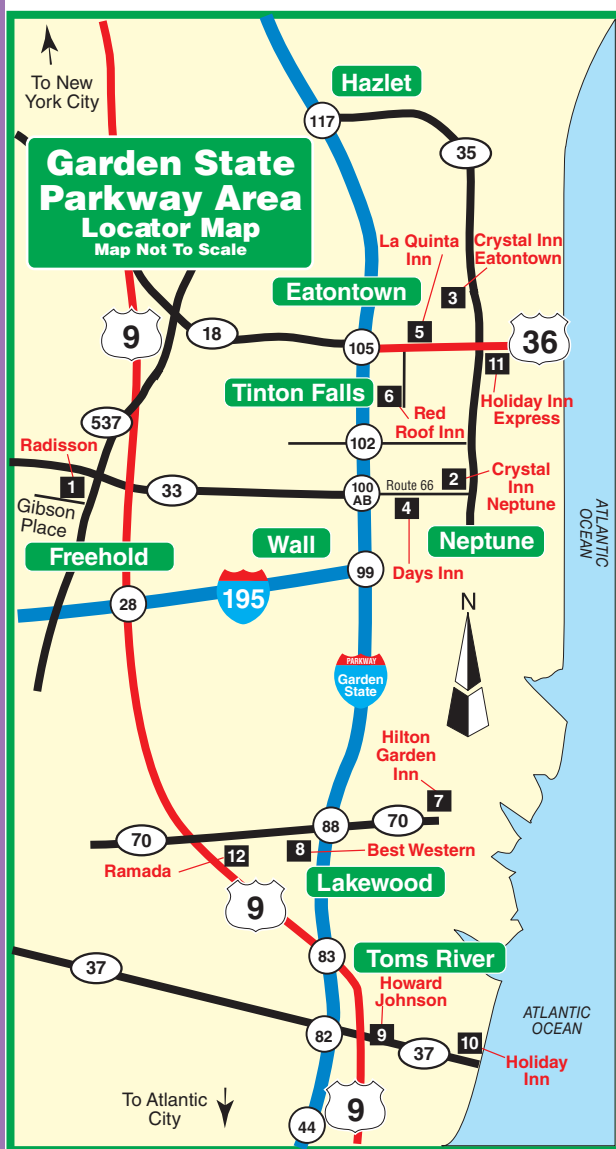 To New
York City
Hazlet
117
35
Garden State
Parkway Area
Locator Map
Map Not To Scale
La Quinta
Inn
Crystal Inn
Eatontown
Eatontown
3
9
18
5
36
105
11
Tinton Falls
6
Red
Roof Inn
Holiday Inn
Express
537
102
Radisson
1
33
100
AB
Route 66
2
Crystal
Inn
Neptune
4
Gibson
Place
ATLANTIC
OCEAN
Wall
Neptune
Freehold
99
Days Inn
28
195
N
PARKWAY
Garden
State
Hilton
Garden
Inn
7
88
70
70
8
Best Western
12
Ramada
Lakewood
9
83
Toms River
37
Howard
Johnson
ATLANTIC
OCEAN
82
9
37
10
Holiday
Inn
To Atlantic
City
9
44